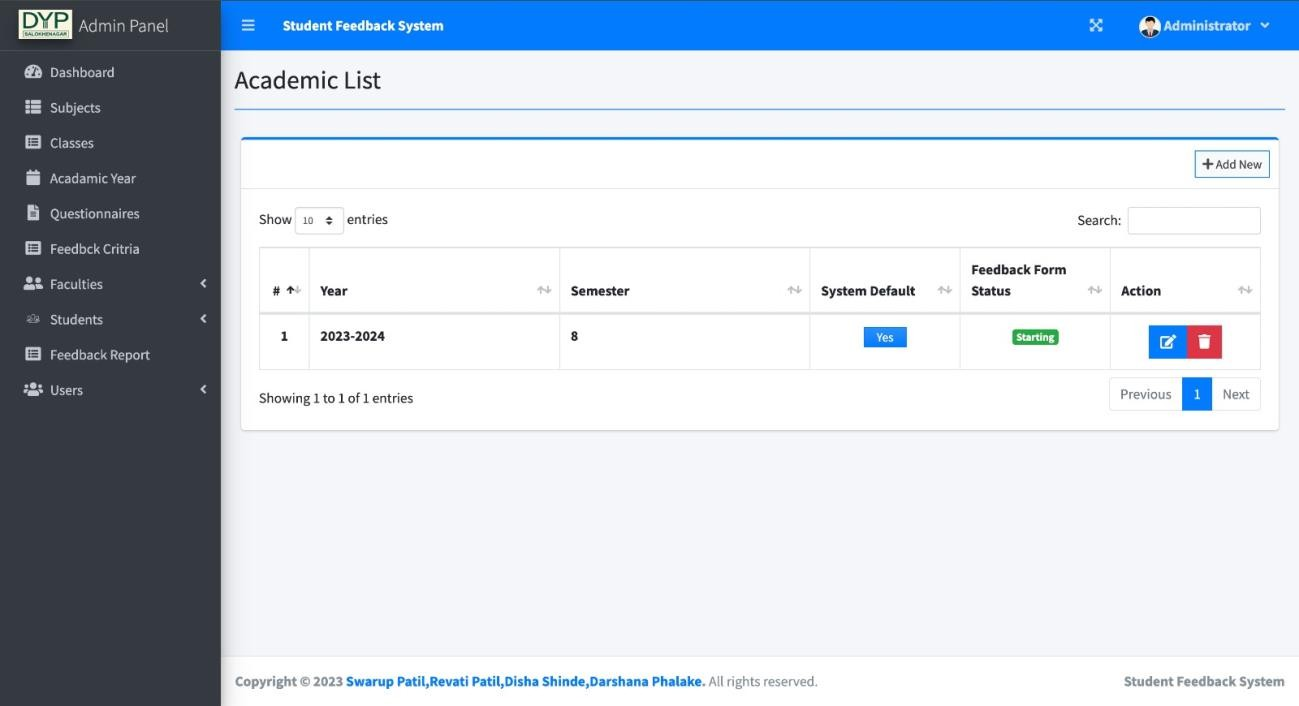 DYP
SALOKHENAGAR
Admin Panel
Student Feedback System
Administrator
Dashboard
Subjects
Classes
Acadamic Year
Questionnaires
Feedbck Critria
Faculties
Students
Feedback Report
Users
Academic List
Add New
Show 10 entries
Search:
# Year Semester System Default Feedback Form Status Action
1 2023-2024 8 Yes Starting
Showing 1 to 1 of 1 entries
Previous 1 Next
Copyright © 2023 Swarup Patil,Revati Patil,Disha Shinde,Darshana Phalake. All rights reserved.
Student Feedback System